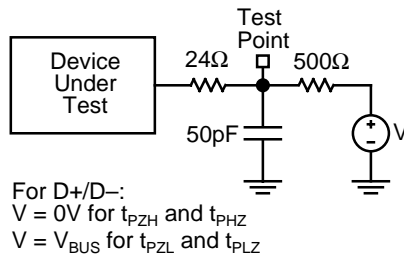 Test
Point
Device
Under
Test
24Ω
500Ω
50pF
+
−
V
For D+/D–:
V = 0V for tPZH and tPHZ
V = VBUS for tPZL and tPLZ